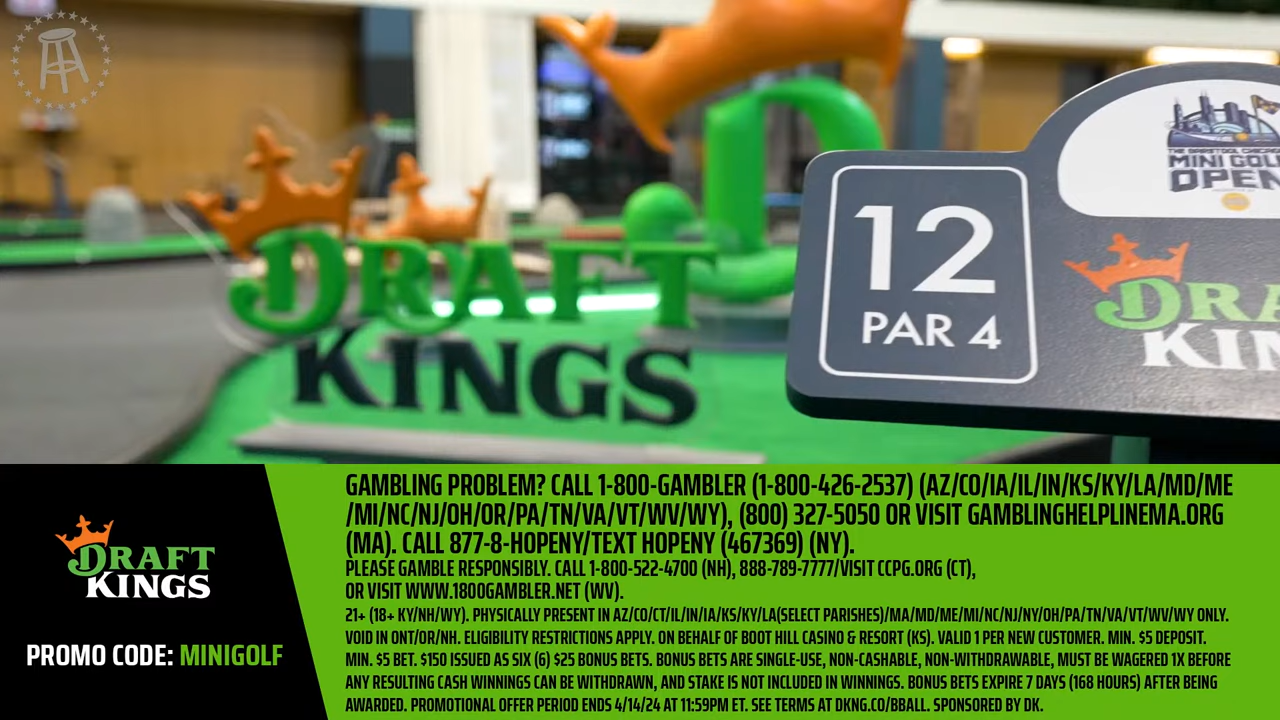 DRAFT
KINGS
12
PAR 4
MINI GOLF
OPEN
KIN
DRAFT
KINGS
PROMO CODE: MINIGOLF
GAMBLING PROBLEM? CALL 1-800-GAMBLER (1-800-426-2537) (AZ/CO/IA/IL/IN/KS/KY/LA/MD/ME
/MI/NC/NJ/OH/OR/PA/TN/VA/VT/WV/WY), (800) 327-5050 OR VISIT GAMBLINGHELPLINEMA.ORG
(MA). CALL 877-8-HOPENY/TEXT HOPENY (467369) (NY).
PLEASE GAMBLE RESPONSIBLY. CALL 1-800-522-4700 (NH), 888-789-7777/VISIT CCPG.ORG (CT),
OR VISIT WWW.1800GAMBLER.NET (WV).
21+ (18+ KY/NH/WY). PHYSICALLY PRESENT IN AZ/CO/CT/IL/IN/IA/KS/KY/LA(SELECT PARISHES)/MA/MD/ME/MI/NC/NJ/NY/OH/PA/TN/VA/VT/WV/WY ONLY.
VOID IN ONT/OR/NH. ELIGIBILITY RESTRICTIONS APPLY. ON BEHALF OF BOOT HILL CASINO & RESORT (KS). VALID 1 PER NEW CUSTOMER. MIN. $5 DEPOSIT.
MIN. $5 BET. $150 ISSUED AS SIX (6) $25 BONUS BETS. BONUS BETS ARE SINGLE-USE, NON-CASHABLE, NON-WITHDRAWABLE, MUST BE WAGERED 1X BEFORE
ANY RESULTING CASH WINNINGS CAN BE WITHDRAWN, AND STAKE IS NOT INCLUDED IN WINNINGS. BONUS BETS EXPIRE 7 DAYS (168 HOURS) AFTER BEING
AWARDED. PROMOTIONAL OFFER PERIOD ENDS 4/14/24 AT 11:59PM ET. SEE TERMS AT DKNG.CO/BBALL. SPONSORED BY DK.